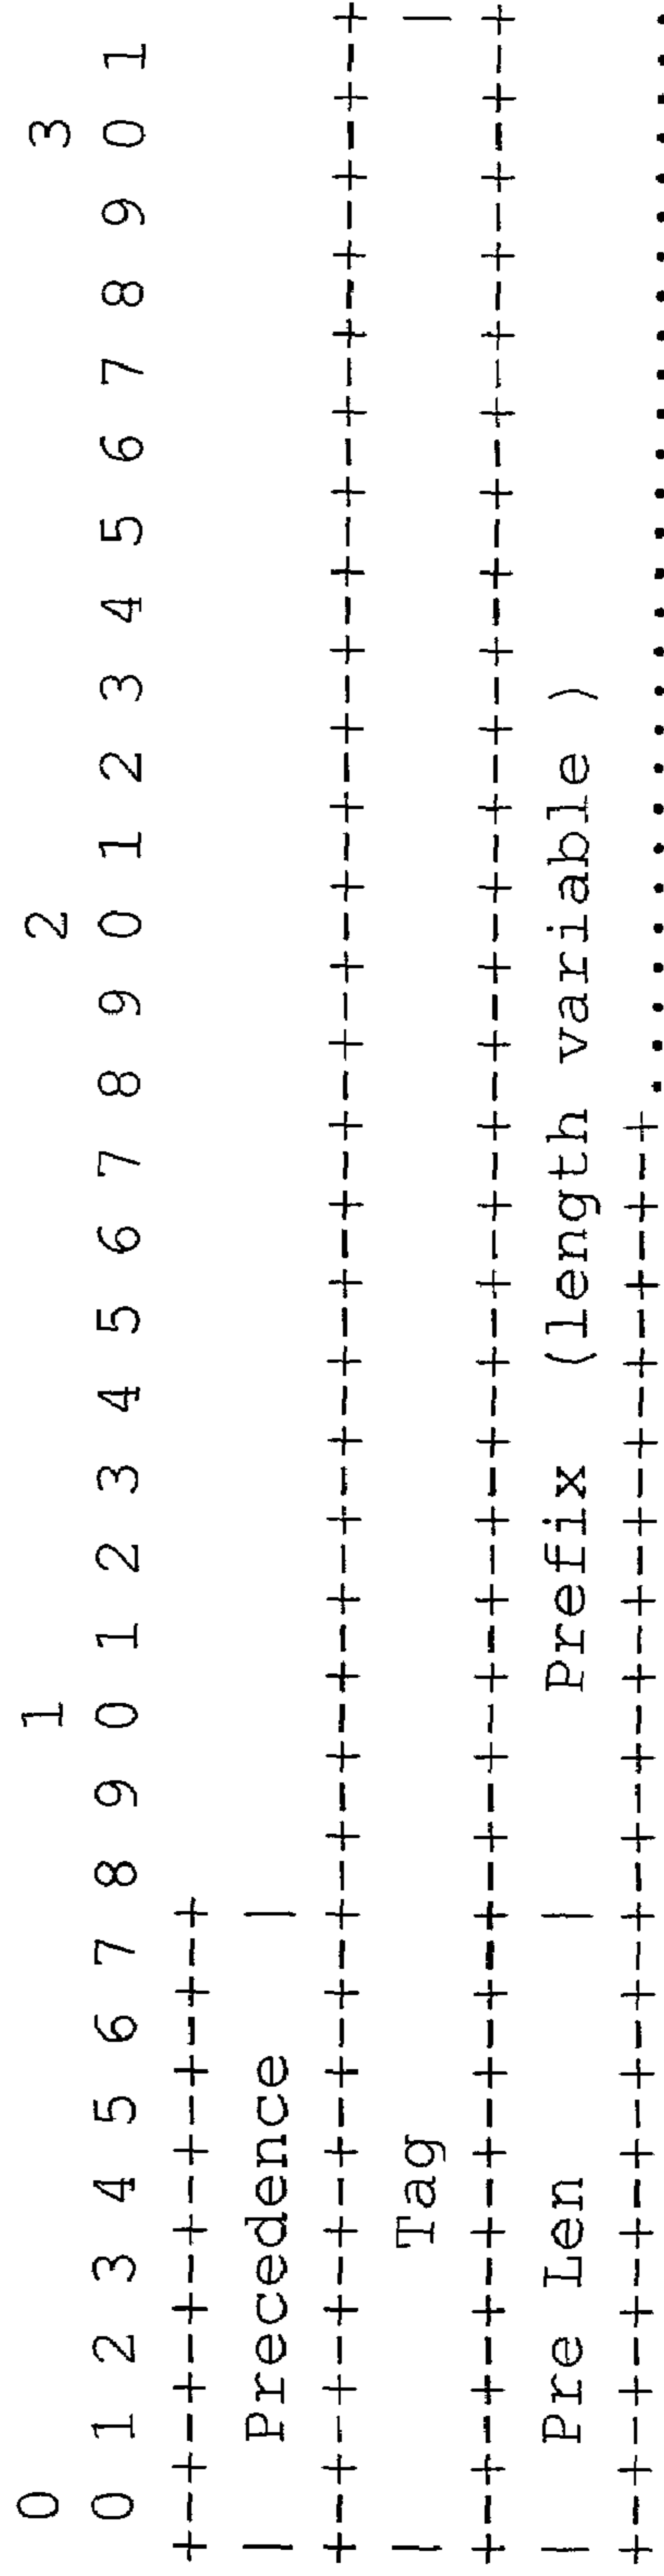 0                   1                   2                   3
0 1 2 3 4 5 6 7 8 9 0 1 2 3 4 5 6 7 8 9 0 1 2 3 4 5 6 7 8 9 0 1
+-+-+-+-+-+-+-+-+
|  Precedence   |
+-+-+-+-+-+-+-+-+-+-+-+-+-+-+-+-+-+-+-+-+-+-+-+-+-+-+-+-+-+-+-+-+
|       Tag                                                     |
+-+-+-+-+-+-+-+-+-+-+-+-+-+-+-+-+-+-+-+-+-+-+-+-+-+-+-+-+-+-+-+-+
|  Pre Len      |     Prefix  (length variable )
+-+-+-+-+-+-+-+-+-+-+-+-+-+-+-+-+-+-+............................